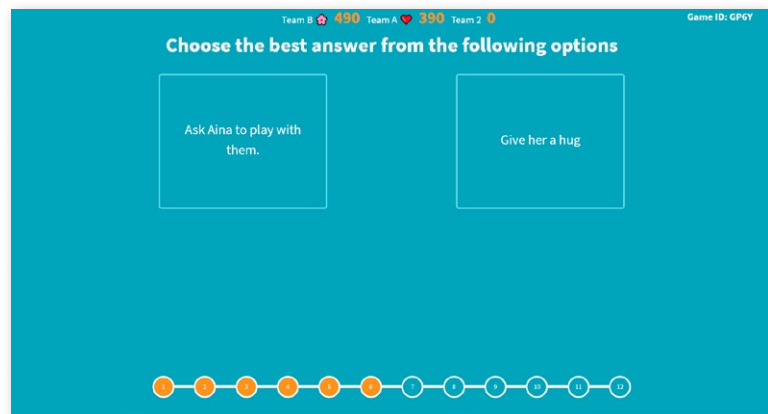 Team B 490 Team A 390 Team 2 0
Game ID: GP6Y
Choose the best answer from the following options
Ask Aina to play with
them.
Give her a hug
1 2 3 4 5 6 7 8 9 10 11 12